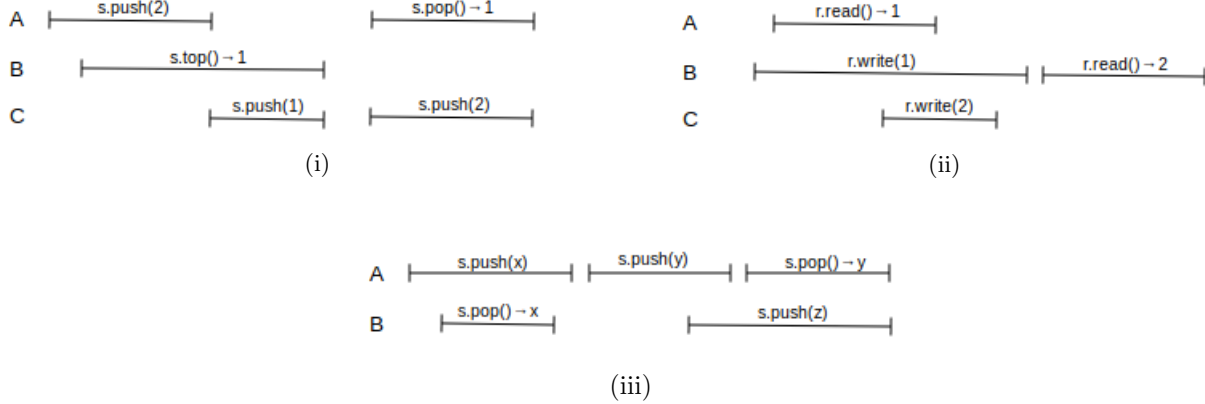 A s.push(2) s.pop()→1
B s.top()→1
C s.push(1) s.push(2)
(i)
A r.read()→1
B r.write(1) r.read()→2
C r.write(2)
(ii)
A s.push(x) s.push(y) s.pop()→y
B s.pop()→x s.push(z)
(iii)